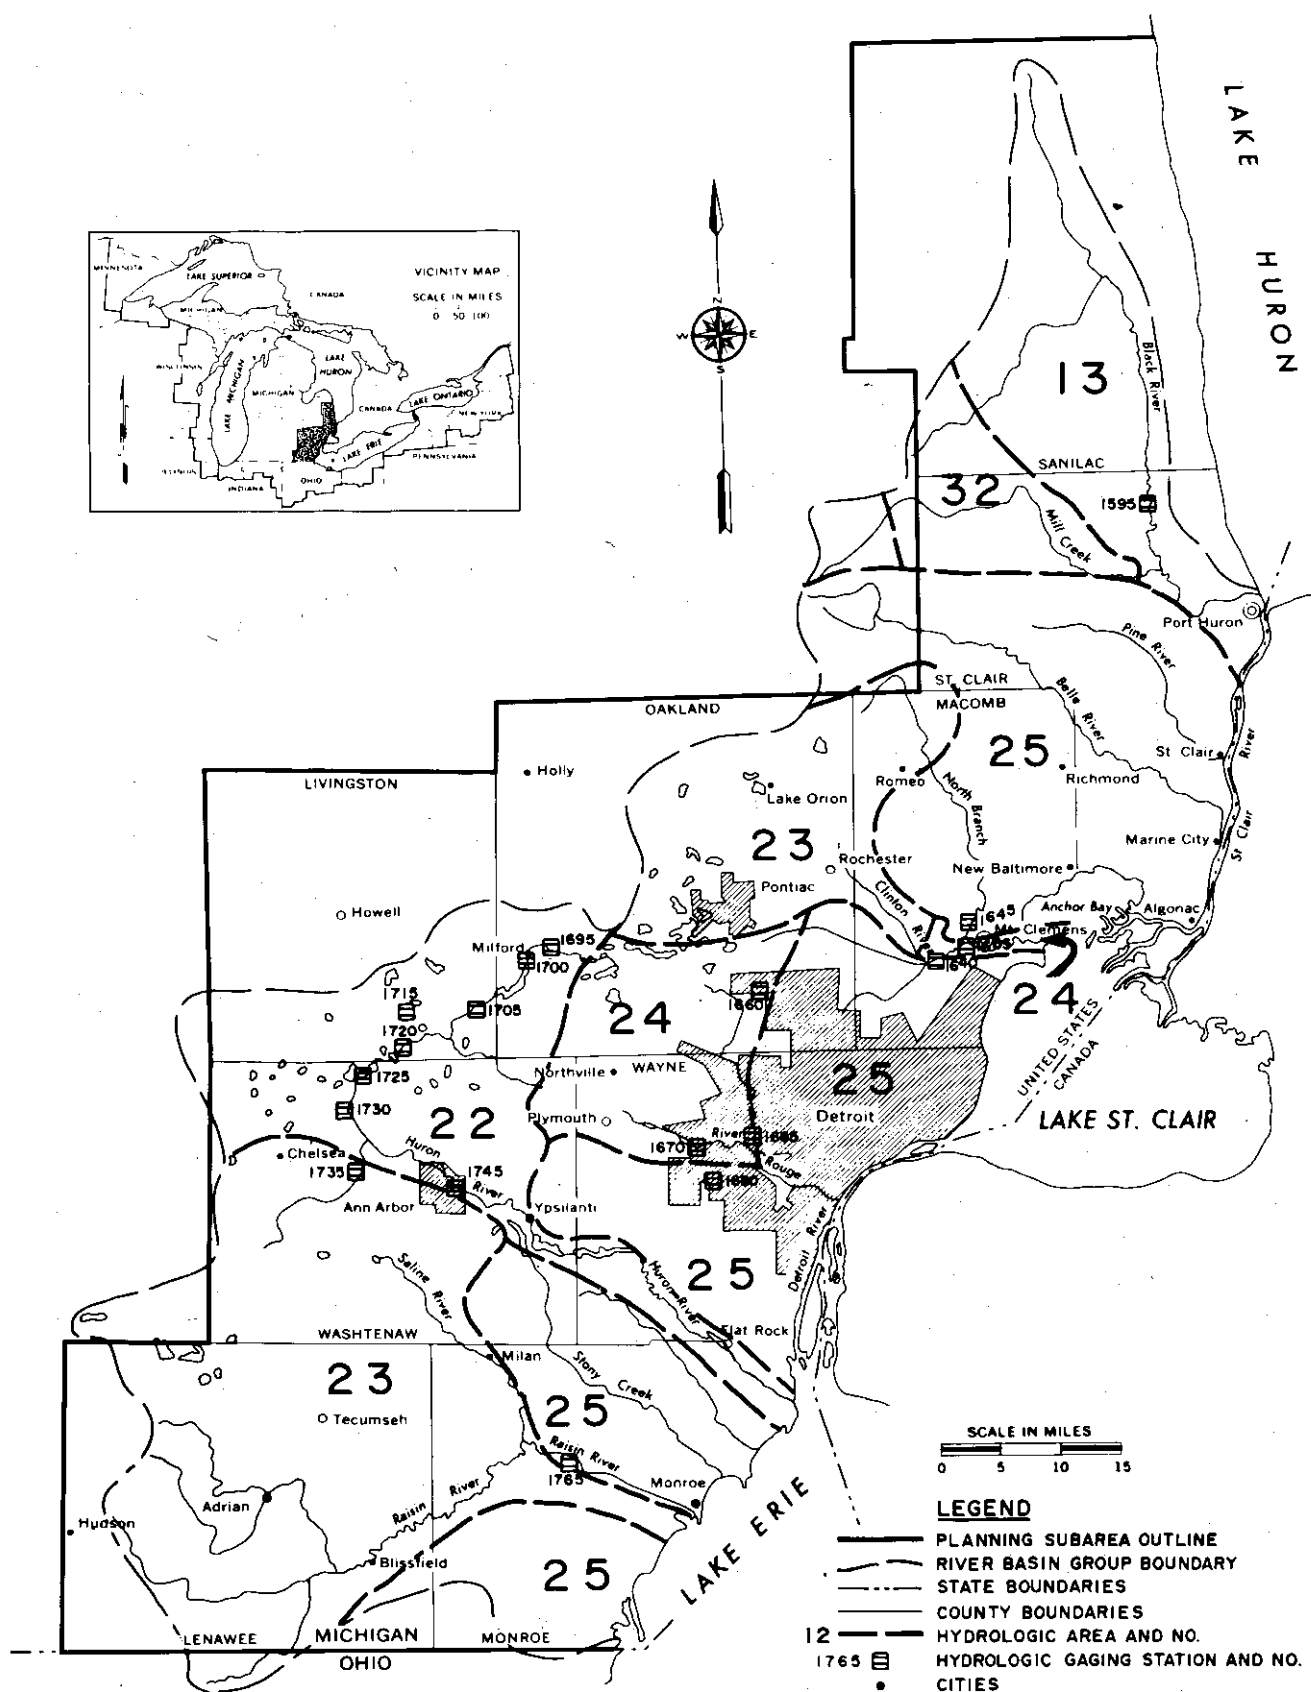 LAKE
HURON
VICINITY MAP
SCALE IN MILES
0 50 100
MINNESOTA
LAKE SUPERIOR
CANADA
MICHIGAN
WISCONSIN
LAKE MICHIGAN
MICHIGAN
LAKE
HURON
CANADA
LAKE ONTARIO
NEW YORK
LAKE ERIE
PENNSYLVANIA
ILLINOIS
INDIANA
OHIO
N
W E
S
13
Black River
SANILAC
32
1595
Mill Creek
Port Huron
Pine River
ST. CLAIR
MACOMB
OAKLAND
Belle River
25
St Clair
Richmond
St Clair River
LIVINGSTON
Holly
Romeo
Lake Orion
North Branch
23
Rochester
Marine City
New Baltimore
Pontiac
Clinton River
Howell
1645
Anchor Bay
Algonac
Mt Clemens
Milford
1695
1700
1640
1715
1705
1660
24
24
1720
UNITED STATES
CANADA
1725
Northville
WAYNE
25
1730
22
Plymouth
Detroit
LAKE ST. CLAIR
Chelsea
Huron River
1670
River Rouge
1685
1735
1745
1680
Ann Arbor
Ypsilanti
Saline River
25
Huron River
Detroit River
Flat Rock
WASHTENAW
Milan
23
Stony Creek
Tecumseh
25
SCALE IN MILES
0 5 10 15
Raisin River
1765
Monroe
Adrian
Raisin River
Hudson
LAKE ERIE
Blissfield
25
LENAWEE
MICHIGAN
MONROE
OHIO
LEGEND
PLANNING SUBAREA OUTLINE
RIVER BASIN GROUP BOUNDARY
STATE BOUNDARIES
COUNTY BOUNDARIES
12 HYDROLOGIC AREA AND NO.
1765 HYDROLOGIC GAGING STATION AND NO.
CITIES